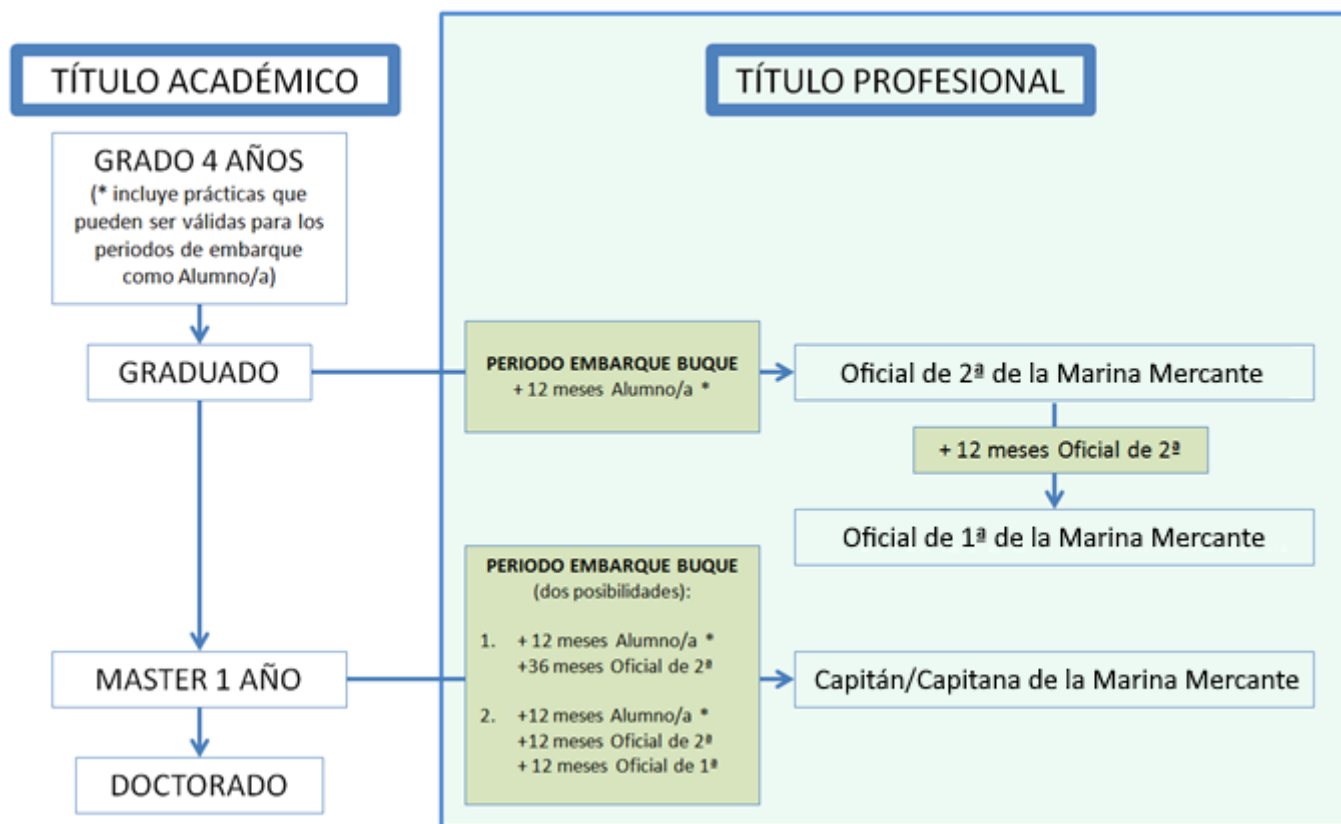 TÍTULO ACADÉMICO
TÍTULO PROFESIONAL
GRADO 4 AÑOS
(* incluye prácticas que
pueden ser válidas para los
periodos de embarque
como Alumno/a)
GRADUADO
PERIODO EMBARQUE BUQUE
+ 12 meses Alumno/a *
Oficial de 2ª de la Marina Mercante
+ 12 meses Oficial de 2ª
Oficial de 1ª de la Marina Mercante
PERIODO EMBARQUE BUQUE
(dos posibilidades):
1. + 12 meses Alumno/a *
+36 meses Oficial de 2ª
2. +12 meses Alumno/a *
+12 meses Oficial de 2ª
+ 12 meses Oficial de 1ª
MASTER 1 AÑO
Capitán/Capitana de la Marina Mercante
DOCTORADO